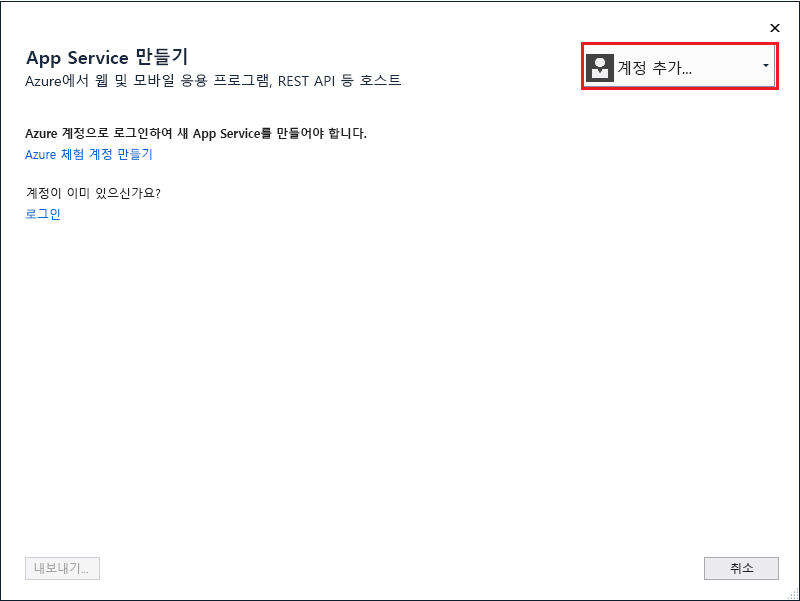 App Service 만들기
Azure에서 웹 및 모바일 응용 프로그램, REST API 등 호스트
계정 추가...
Azure 계정으로 로그인하여 새 App Service를 만들어야 합니다.
Azure 체험 계정 만들기
계정이 이미 있으신가요?
로그인
내보내기...
취소